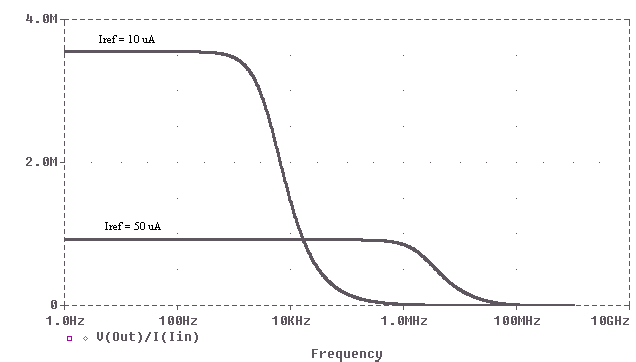 4.0M
Iref = 10 uA
2.0M
Iref = 50 uA
0
1.0Hz 100Hz 10KHz 1.0MHz 100MHz 10GHz
V(Out)/I(Iin)
Frequency